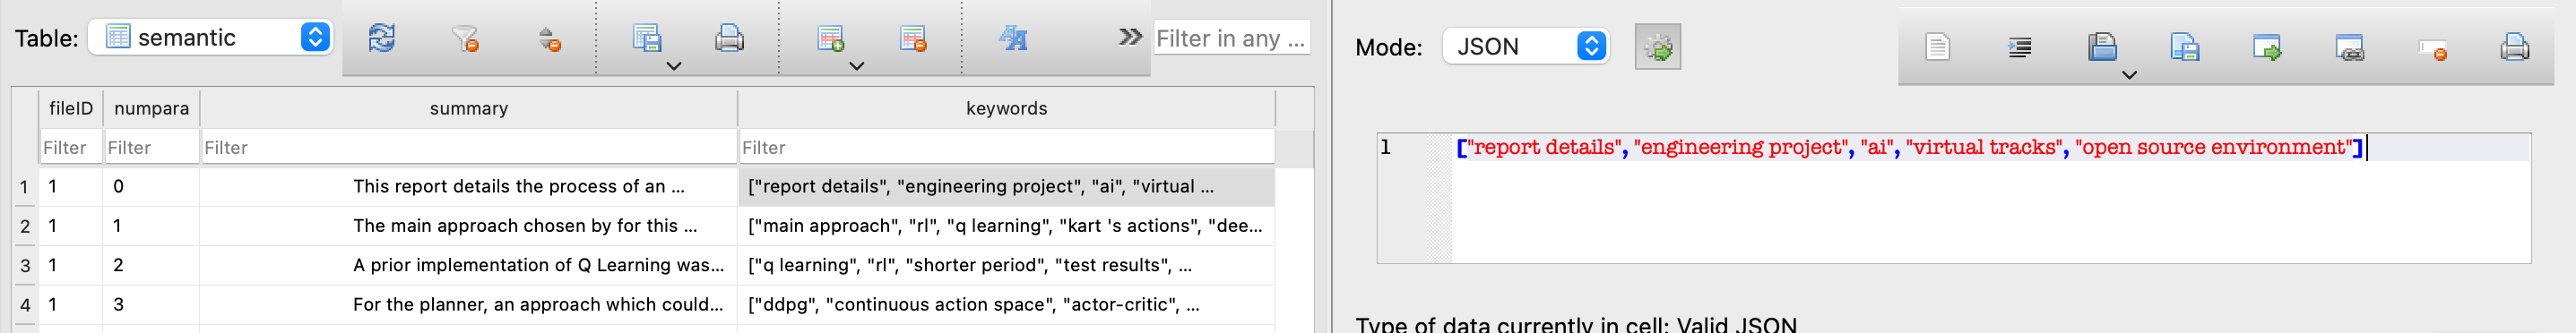 Table: semantic Filter in any ... Mode: JSON
fileID numpara summary keywords
Filter Filter Filter Filter
1 ["report details", "engineering project", "ai", "virtual tracks", "open source environment"]
1 1 0 This report details the process of an ... ["report details", "engineering project", "ai", "virtual ...
2 1 1 The main approach chosen by for this ... ["main approach", "rl", "q learning", "kart 's actions", "dee...
3 1 2 A prior implementation of Q Learning was... ["q learning", "rl", "shorter period", "test results", ...
4 1 3 For the planner, an approach which could... ["ddpg", "continuous action space", "actor-critic", ...
Type of data currently in cell: Valid JSON